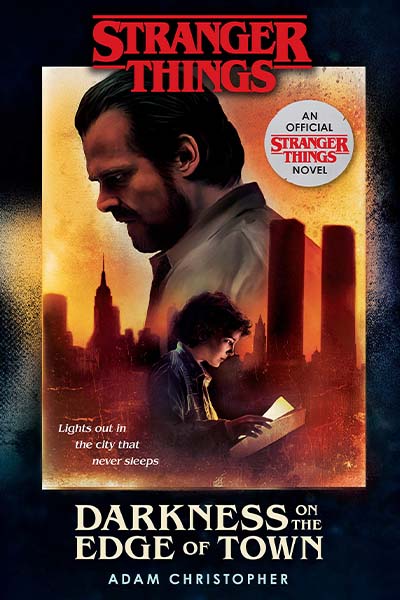 STRANGER
THINGS
AN
OFFICIAL
STRANGER
THINGS
NOVEL
Lights out in
the city that
never sleeps
DARKNESS ON THE
EDGE OF TOWN
ADAM CHRISTOPHER